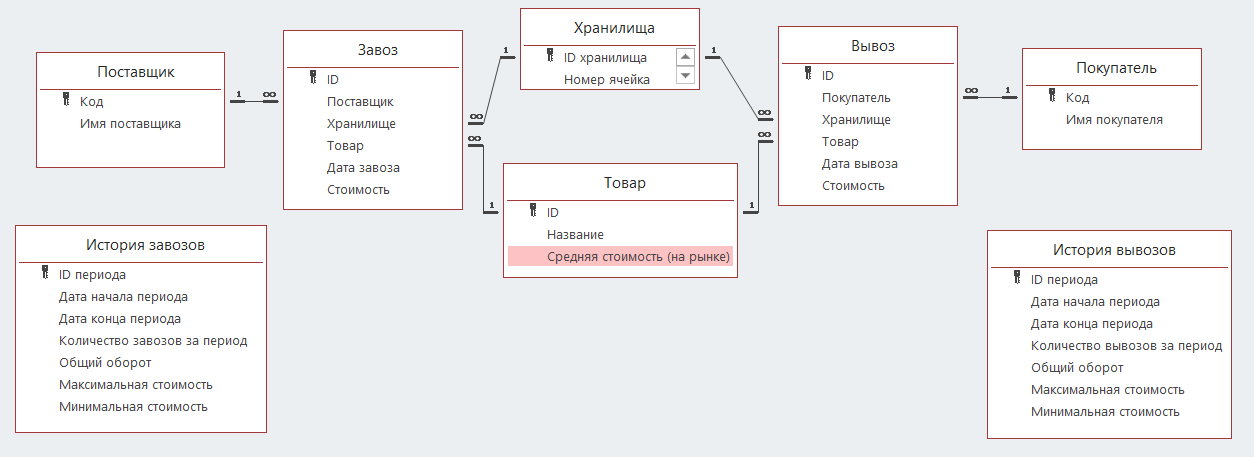 Поставщик
Код
Имя поставщика
Завоз
ID
Поставщик
Хранилище
Товар
Дата завоза
Стоимость
Хранилища
ID хранилища
Номер ячейка
Вывоз
ID
Покупатель
Хранилище
Товар
Дата вывоза
Стоимость
Покупатель
Код
Имя покупателя
1
∞
∞
1
1
∞
∞
1
∞
1
∞
1
Товар
ID
Название
Средняя стоимость (на рынке)
История завозов
ID периода
Дата начала периода
Дата конца периода
Количество завозов за период
Общий оборот
Максимальная стоимость
Минимальная стоимость
История вывозов
ID периода
Дата начала периода
Дата конца периода
Количество вывозов за период
Общий оборот
Максимальная стоимость
Минимальная стоимость